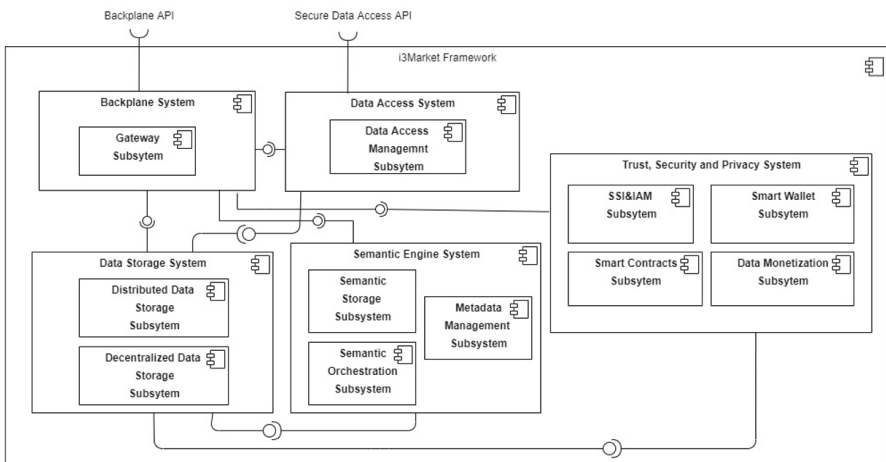 Backplane API
Secure Data Access API
i3Market Framework
Backplane System
Gateway
Subsytem
Data Access System
Data Access
Managemnt
Subsytem
Trust, Security and Privacy System
SSI&IAM
Subsytem
Smart Wallet
Subsytem
Smart Contracts
Subsystem
Data Monetization
Subsytem
Data Storage System
Distributed Data
Storage
Subsytem
Decentralized Data
Storage
Subsytem
Semantic Engine System
Semantic
Storage
Subsystem
Metadada
Management
Subsystem
Semantic
Orchestration
Subsystem